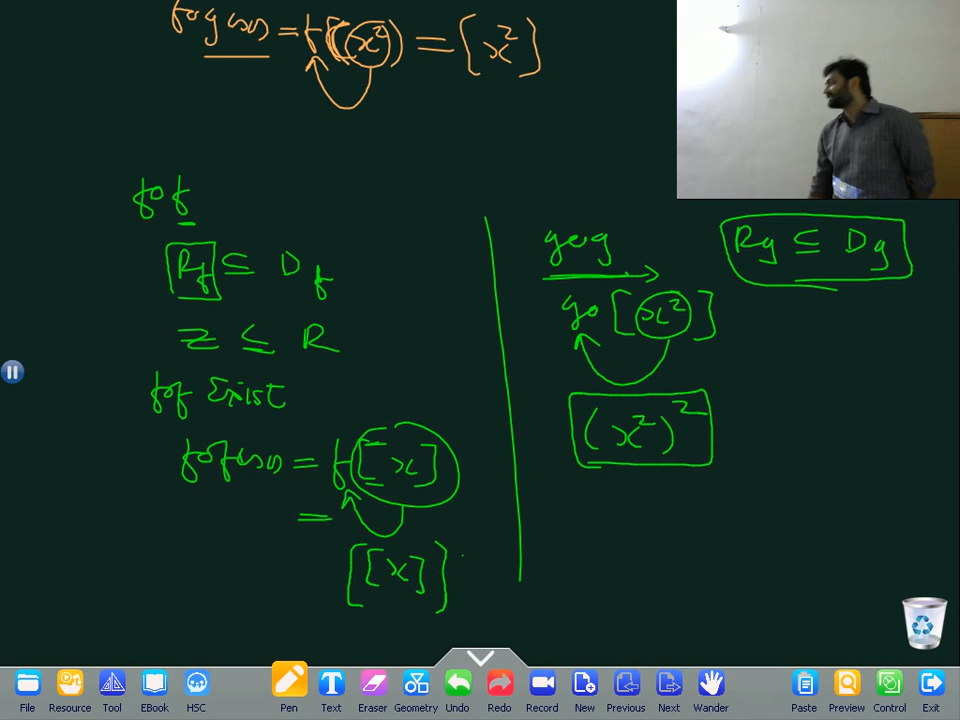 fog(x) = f((x²)) = [x²]
fof
Rf ⊆ Df
Z ⊆ R
fof Exist
fof(x) = f[x]
=
[[x]]
gog
Rg ⊆ Dg
go[x²]
(x²)²
File Resource Tool EBook HSC Pen Text Eraser Geometry Undo Redo Record New Previous Next Wander Paste Preview Control Exit